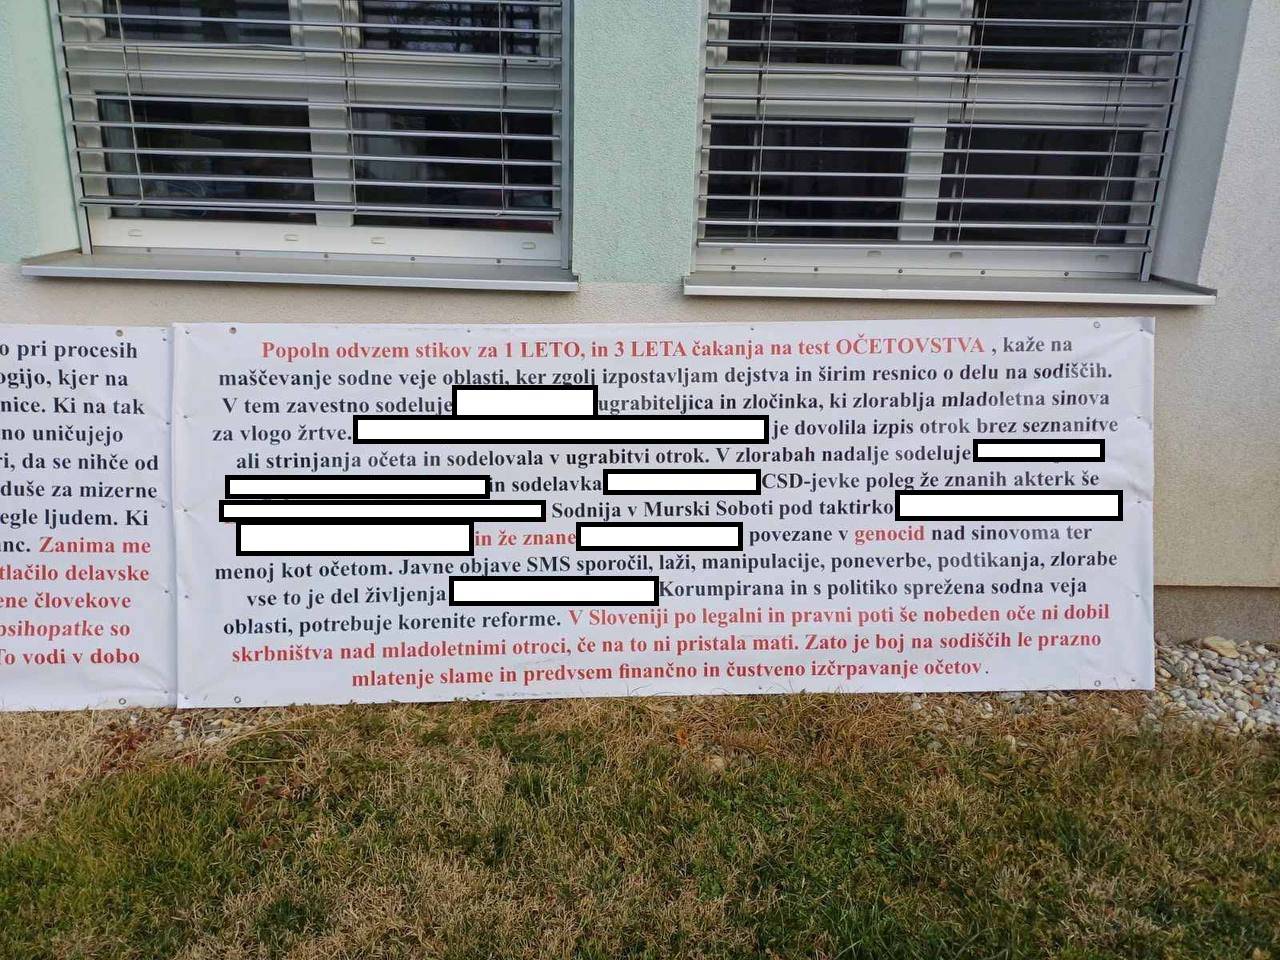 o pri procesih
ogijo, kjer na
nice. Ki na tak
no uničujejo
ri, da se nihče od
duše za mizerne
egle ljudem. Ki
anc. Zanima me
tlačilo delavske
ene človekove
psihopatke so
To vodi v dobo
Popoln odvzem stikov za 1 LETO, in 3 LETA čakanja na test OČETOVSTVA , kaže na
maščevanje sodne veje oblasti, ker zgolj izpostavljam dejstva in širim resnico o delu na sodiščih.
V tem zavestno sodeluje ugrabiteljica in zločinka, ki zlorablja mladoletna sinova
za vlogo žrtve. je dovolila izpis otrok brez seznanitve
ali strinjanja očeta in sodelovala v ugrabitvi otrok. V zlorabah nadalje sodeluje
in sodelavka CSD-jevke poleg že znanih akterk še
Sodnija v Murski Soboti pod taktirko
in že znane povezane v genocid nad sinovoma ter
menoj kot očetom. Javne objave SMS sporočil, laži, manipulacije, poneverbe, podtikanja, zlorabe
vse to je del življenja Korumpirana in s politiko sprežena sodna veja
oblasti, potrebuje korenite reforme. V Sloveniji po legalni in pravni poti še nobeden oče ni dobil
skrbništva nad mladoletnimi otroci, če na to ni pristala mati. Zato je boj na sodiščih le prazno
mlatenje slame in predvsem finančno in čustveno izčrpavanje očetov.